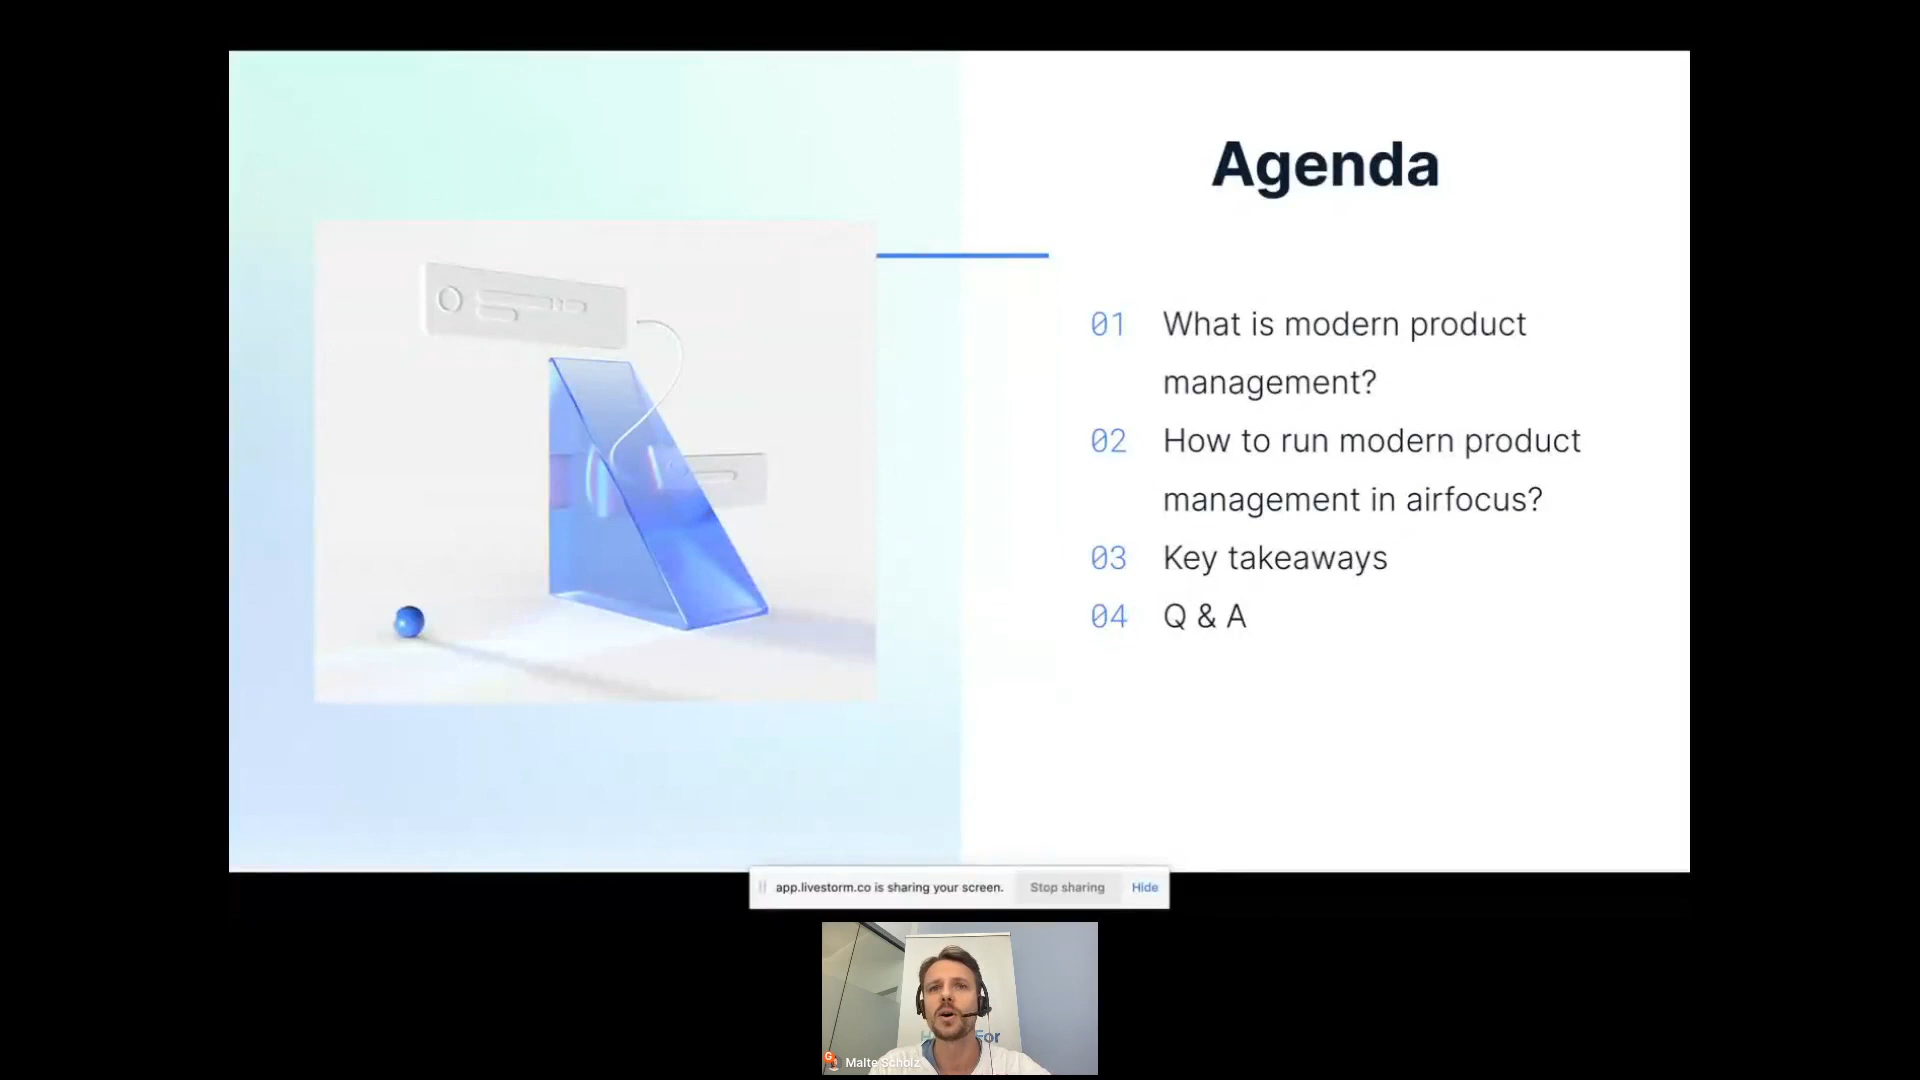 Agenda
01 What is modern product
management?
02 How to run modern product
management in airfocus?
03 Key takeaways
04 Q & A
app.livestorm.co is sharing your screen. Stop sharing Hide
For
G Malte Scholz